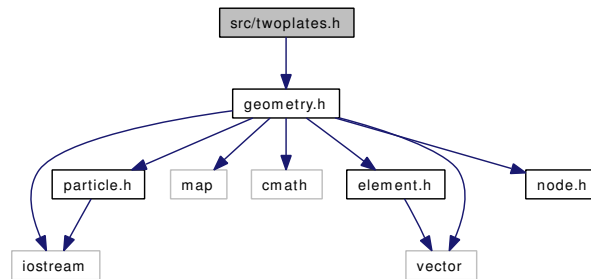 src/twoplates.h
geometry.h
particle.h
map
cmath
element.h
node.h
iostream
vector